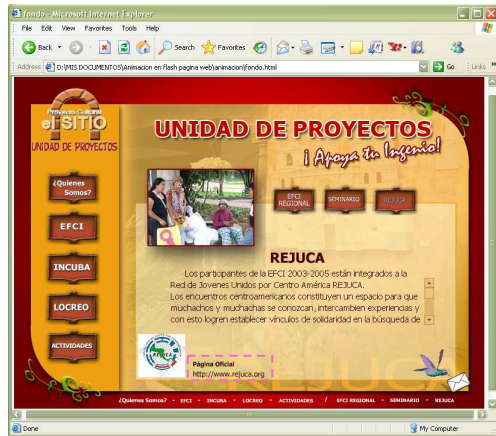 fondo - Microsoft Internet Explorer
File Edit View Favorites Tools Help
Back Search Favorites
Address D:\MIS DOCUMENTOS\Animacion en flash pagina web\animacion\fondo.html Go Links
Proyecto Cultural
el SITIO
UNIDAD DE PROYECTOS
UNIDAD DE PROYECTOS
¡ Apoya tu Ingenio!
¿Quienes
Somos?
EFCI
INCUBA
LOCREO
ACTIVIDADES
EFCI
REGIONAL
SEMINARIO
REJUCA
REJUCA
Los participantes de la EFCI 2003-2005 están integrados a la
Red de Jovenes Unidos por Centro América REJUCA.
Los encuentros centroamericanos constituyen un espacio para que
muchachos y muchachas se conozcan, intercambien experiencias y
con esto logren establecer vínculos de solidaridad en la búsqueda de
REJUCA
Página Oficial
http://www.rejuca.org
REJUCA
¿Quienes Somos? - EFCI - INCUBA - LOCREO - ACTIVIDADES / EFCI REGIONAL - SEMINARIO - REJUCA
Done My Computer